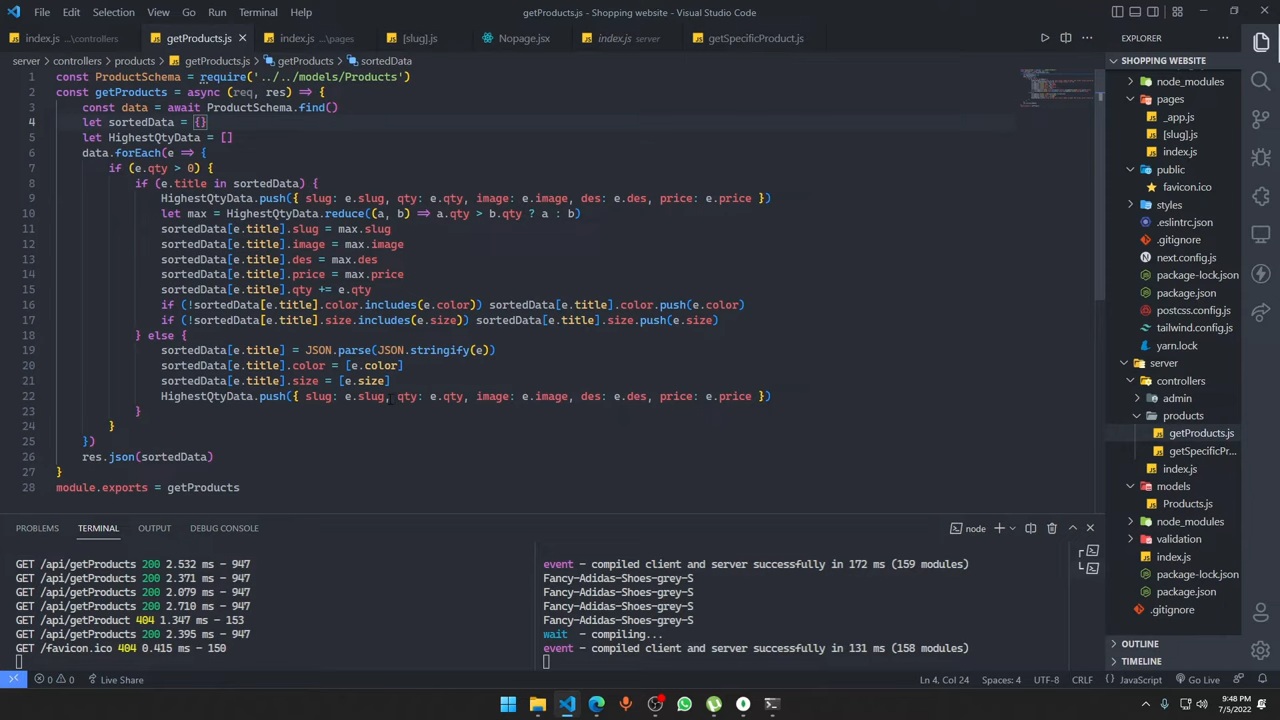 File Edit Selection View Go Run Terminal Help
getProducts.js - Shopping website - Visual Studio Code
index.js ...\controllers
getProducts.js
index.js ...\pages
[slug].js
Nopage.jsx
index.js server
getSpecificProduct.js
EXPLORER
server > controllers > products > getProducts.js > getProducts > sortedData
1 const ProductSchema = require('../../models/Products')
2 const getProducts = async (req, res) => {
3 const data = await ProductSchema.find()
4 let sortedData = {}
5 let HighestQtyData = []
6 data.forEach(e => {
7 if (e.qty > 0) {
8 if (e.title in sortedData) {
9 HighestQtyData.push({ slug: e.slug, qty: e.qty, image: e.image, des: e.des, price: e.price })
10 let max = HighestQtyData.reduce((a, b) => a.qty > b.qty ? a : b)
11 sortedData[e.title].slug = max.slug
12 sortedData[e.title].image = max.image
13 sortedData[e.title].des = max.des
14 sortedData[e.title].price = max.price
15 sortedData[e.title].qty += e.qty
16 if (!sortedData[e.title].color.includes(e.color)) sortedData[e.title].color.push(e.color)
17 if (!sortedData[e.title].size.includes(e.size)) sortedData[e.title].size.push(e.size)
18 } else {
19 sortedData[e.title] = JSON.parse(JSON.stringify(e))
20 sortedData[e.title].color = [e.color]
21 sortedData[e.title].size = [e.size]
22 HighestQtyData.push({ slug: e.slug, qty: e.qty, image: e.image, des: e.des, price: e.price })
23 }
24 }
25 })
26 res.json(sortedData)
27 }
28 module.exports = getProducts
SHOPPING WEBSITE
node_modules
pages
_app.js
[slug].js
index.js
public
favicon.ico
styles
.eslintrc.json
.gitignore
next.config.js
package-lock.json
package.json
postcss.config.js
tailwind.config.js
yarn.lock
server
controllers
admin
products
getProducts.js
getSpecificPr...
index.js
models
Products.js
node_modules
validation
index.js
package-lock.json
package.json
.gitignore
OUTLINE
TIMELINE
PROBLEMS TERMINAL OUTPUT DEBUG CONSOLE
node
GET /api/getProducts 200 2.532 ms - 947
GET /api/getProducts 200 2.371 ms - 947
GET /api/getProducts 200 2.079 ms - 947
GET /api/getProducts 200 2.710 ms - 947
GET /api/getProduct 404 1.347 ms - 153
GET /api/getProducts 200 2.395 ms - 947
GET /favicon.ico 404 0.415 ms - 150
event - compiled client and server successfully in 172 ms (159 modules)
Fancy-Adidas-Shoes-grey-S
Fancy-Adidas-Shoes-grey-S
Fancy-Adidas-Shoes-grey-S
Fancy-Adidas-Shoes-grey-S
wait - compiling...
event - compiled client and server successfully in 131 ms (158 modules)
0 0 Live Share
Ln 4, Col 24 Spaces: 4 UTF-8 CRLF JavaScript Go Live
9:48 PM
7/5/2022